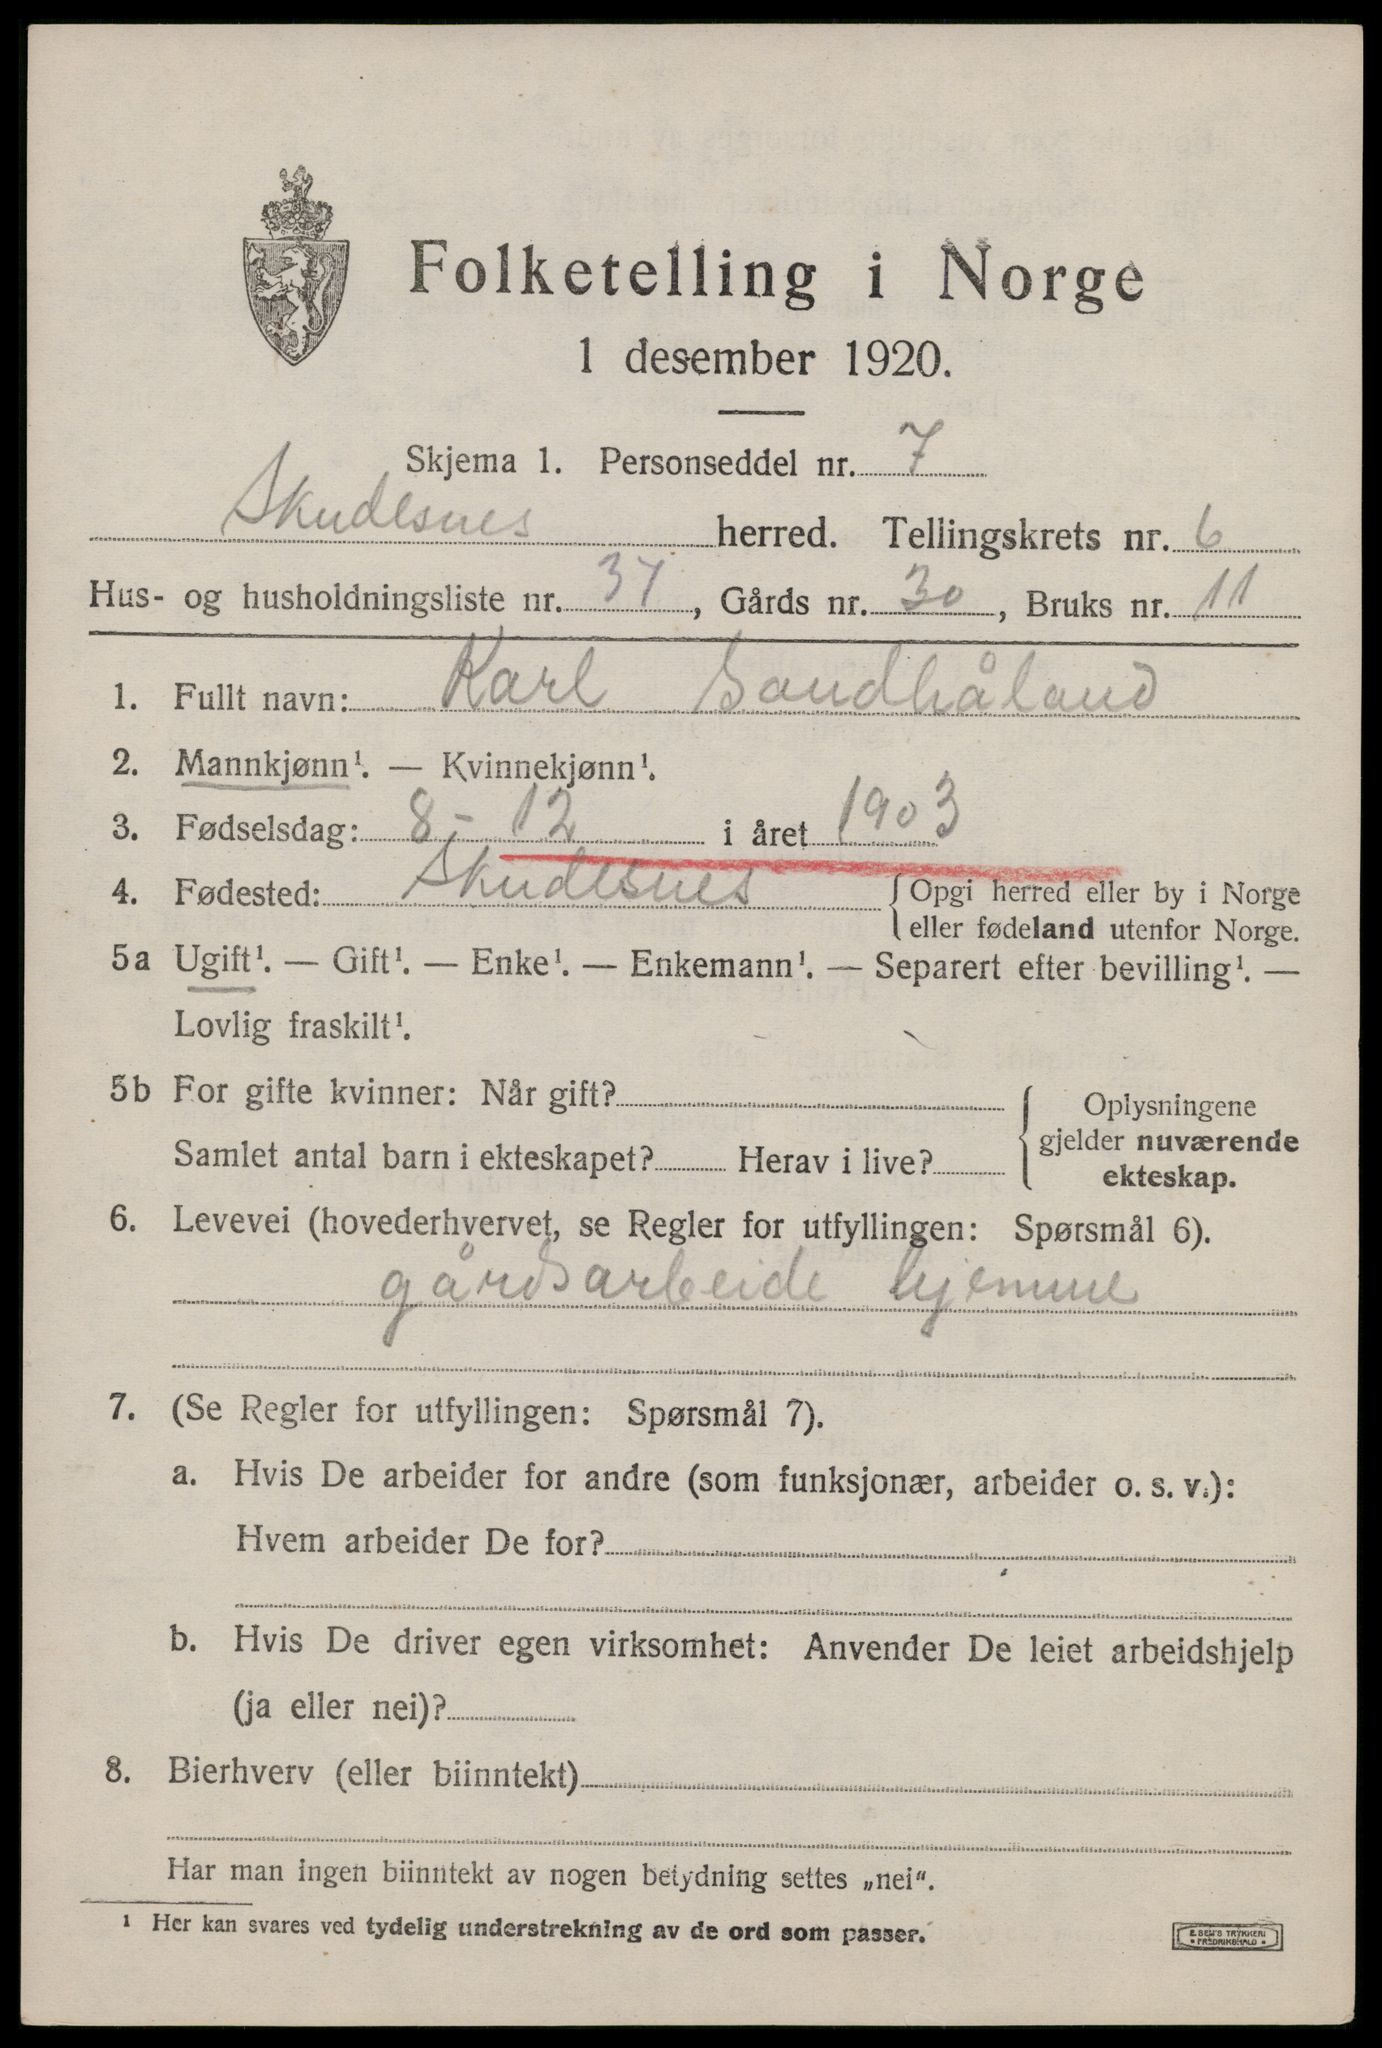 Folketelling i Norge
1 desember 1920.
Skjema 1. Personseddel nr. 7
Skudesnes herred. Tellingskrets nr. 6
Hus- og husholdningsliste nr. 37, Gårds nr. 30, Bruks nr. 11
1. Fullt navn: Karl Sandhåland
2. Mannkjønn¹. — Kvinnekjønn¹.
3. Fødselsdag: 8 - 12 i året 1903
4. Fødested: Skudesnes { Opgi herred eller by i Norge
eller fødeland utenfor Norge.
5a Ugift¹. — Gift¹. — Enke¹. — Enkemann¹. — Separert efter bevilling¹. —
Lovlig fraskilt¹.
5b For gifte kvinner: Når gift?
Samlet antal barn i ekteskapet? Herav i live?
Oplysningene
gjelder nuværende
ekteskap.
6. Levevei (hovederhvervet, se Regler for utfyllingen: Spørsmål 6).
gårdsarbeide hjemme
7. (Se Regler for utfyllingen: Spørsmål 7).
a. Hvis De arbeider for andre (som funksjonær, arbeider o. s. v.):
Hvem arbeider De for?
b. Hvis De driver egen virksomhet: Anvender De leiet arbeidshjelp
(ja eller nei)?
8. Bierhverv (eller biinntekt)
Har man ingen biinntekt av nogen betydning settes „nei“.
¹ Her kan svares ved tydelig understrekning av de ord som passer.
E. SEM'S TRYKKERI
• FREDRIKSHALD •